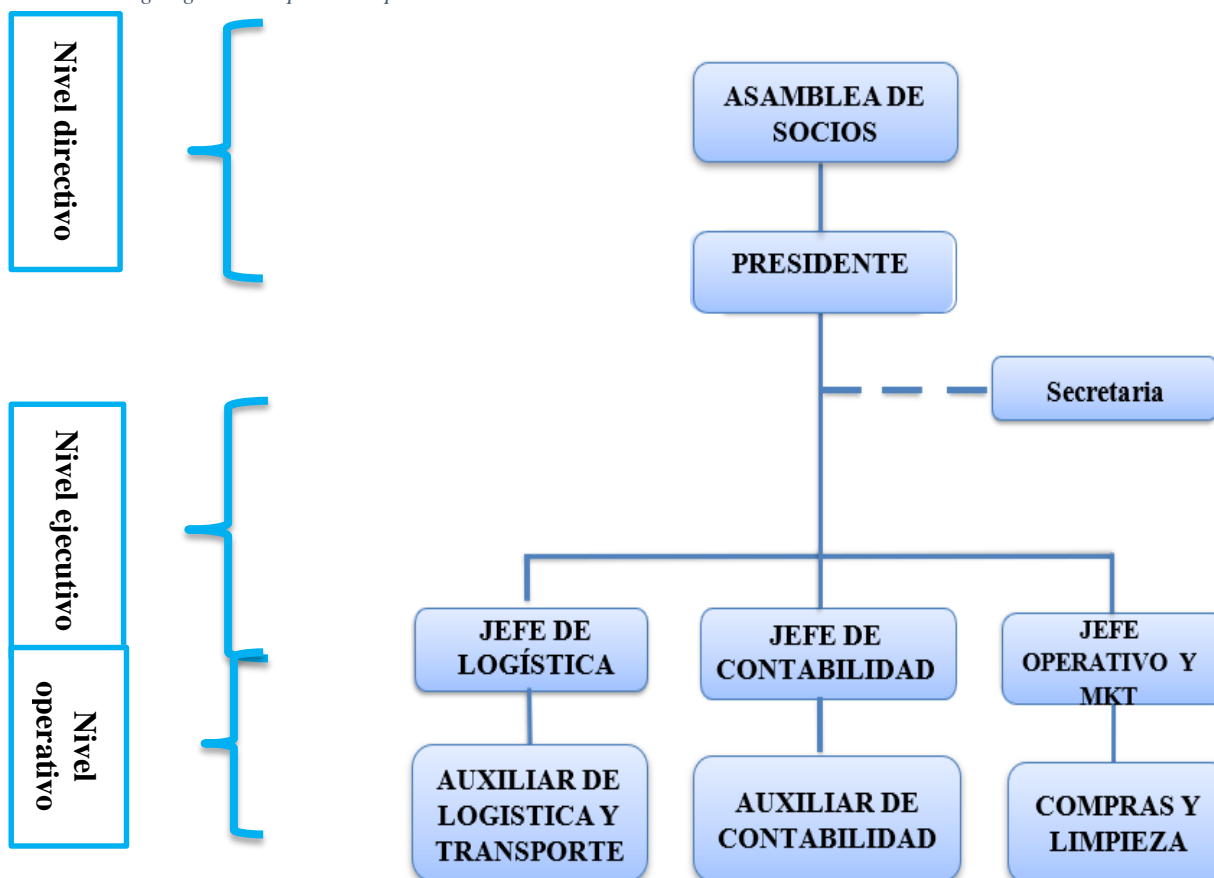 Nivel directivo
ASAMBLEA DE
SOCIOS
PRESIDENTE
Secretaria
Nivel ejecutivo
JEFE DE
LOGÍSTICA
JEFE DE
CONTABILIDAD
JEFE
OPERATIVO Y
MKT
Nivel
operativo
AUXILIAR DE
LOGISTICA Y
TRANSPORTE
AUXILIAR DE
CONTABILIDAD
COMPRAS Y
LIMPIEZA